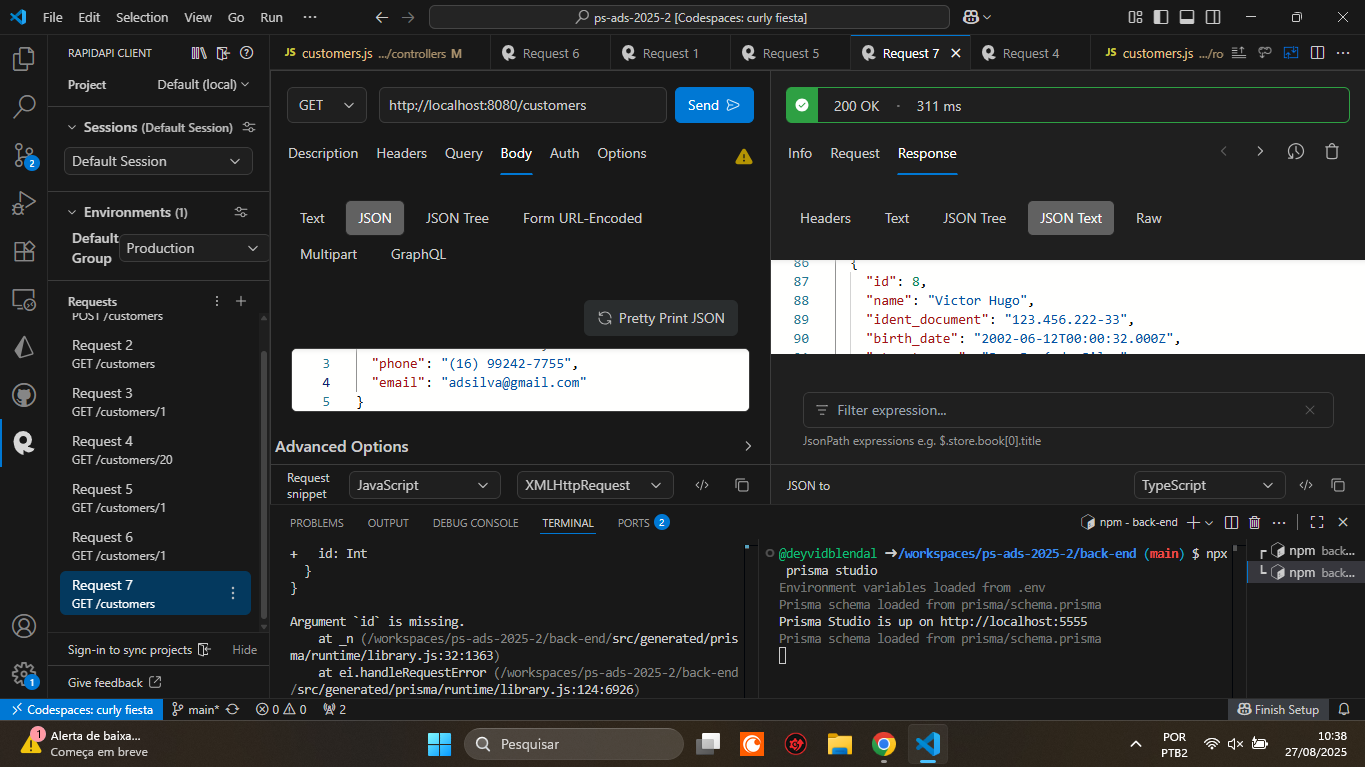 File Edit Selection View Go Run ···
ps-ads-2025-2 [Codespaces: curly fiesta]
RAPIDAPI CLIENT
Project Default (local)
Sessions (Default Session)
Default Session
Environments (1)
Default Group
Production
Requests
POST /customers
Request 2
GET /customers
Request 3
GET /customers/1
Request 4
GET /customers/20
Request 5
GET /customers/1
Request 6
GET /customers/1
Request 7
GET /customers
Sign-in to sync projects Hide
Give feedback
2
1
JS customers.js .../controllers M
Request 6
Request 1
Request 5
Request 7
Request 4
JS customers.js .../ro
GET http://localhost:8080/customers Send
Description Headers Query Body Auth Options
Text JSON JSON Tree Form URL-Encoded
Multipart GraphQL
Pretty Print JSON
3 "phone": "(16) 99242-7755",
4 "email": "adsilva@gmail.com"
5 }
Advanced Options
Request snippet JavaScript XMLHttpRequest
200 OK · 311 ms
Info Request Response
Headers Text JSON Tree JSON Text Raw
86 {
87 "id": 8,
88 "name": "Victor Hugo",
89 "ident_document": "123.456.222-33",
90 "birth_date": "2002-06-12T00:00:32.000Z",
Filter expression...
JsonPath expressions e.g. $.store.book[0].title
JSON to TypeScript
PROBLEMS OUTPUT DEBUG CONSOLE TERMINAL PORTS 2
npm - back-end
+ id: Int
}
}
Argument `id` is missing.
at _n (/workspaces/ps-ads-2025-2/back-end/src/generated/pris
ma/runtime/library.js:32:1363)
at ei.handleRequestError (/workspaces/ps-ads-2025-2/back-end
/src/generated/prisma/runtime/library.js:124:6926)
@deyvidblendal ➜/workspaces/ps-ads-2025-2/back-end (main) $ npx
prisma studio
Environment variables loaded from .env
Prisma schema loaded from prisma/schema.prisma
Prisma Studio is up on http://localhost:5555
Prisma schema loaded from prisma/schema.prisma
npm back...
npm back...
Codespaces: curly fiesta main* 0 0 2
Finish Setup
1
Alerta de baixa...
Começa em breve
Pesquisar
POR
PTB2
10:38
27/08/2025